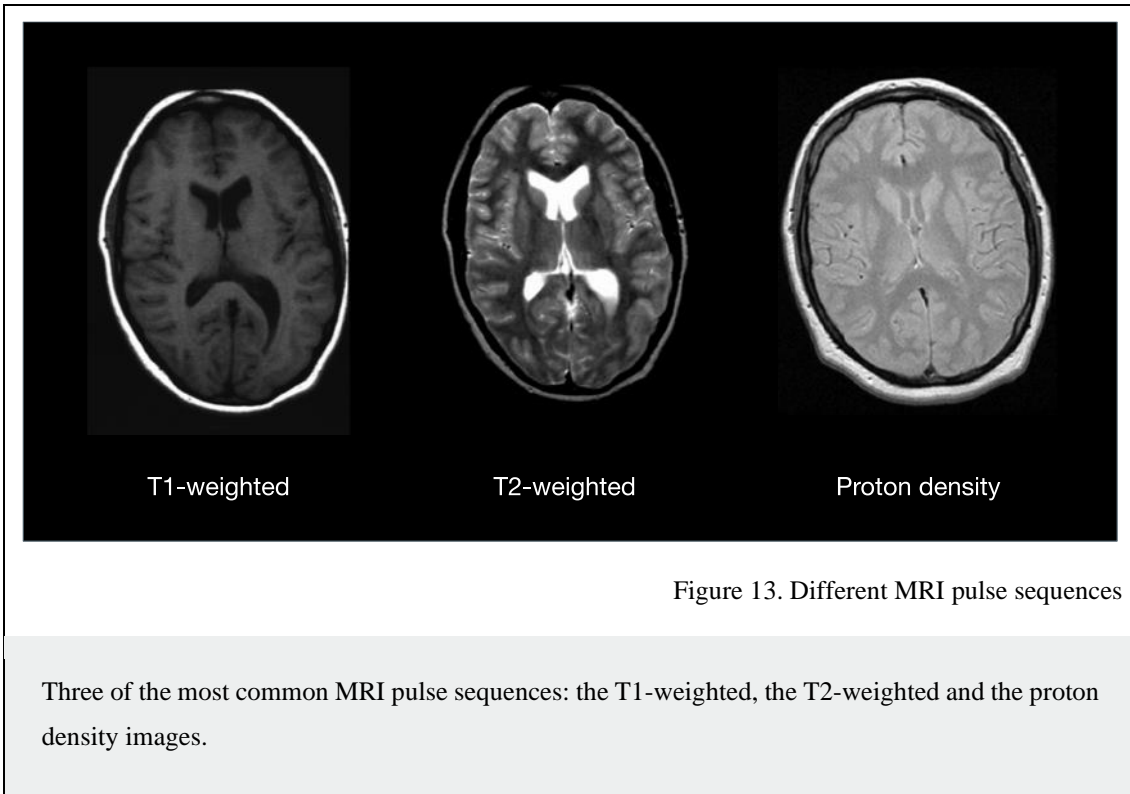 T1-weighted
T2-weighted
Proton density
Figure 13. Different MRI pulse sequences
Three of the most common MRI pulse sequences: the T1-weighted, the T2-weighted and the proton
density images.